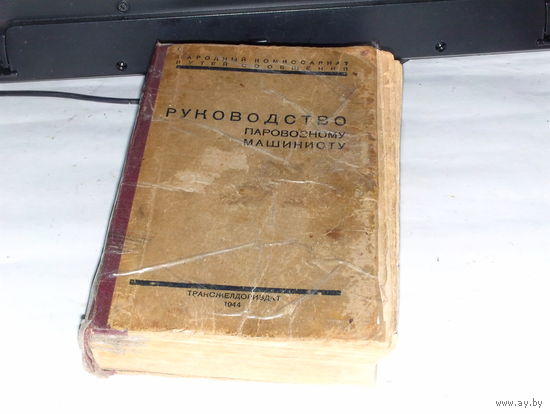 НАРОДНЫЙ КОМИССАРИАТ
ПУТЕЙ СООБЩЕНИЯ
РУКОВОДСТВО
ПАРОВОЗНОМУ
МАШИНИСТУ
ТРАНСЖЕЛДОРИЗДАТ
1944
© www.ay.by